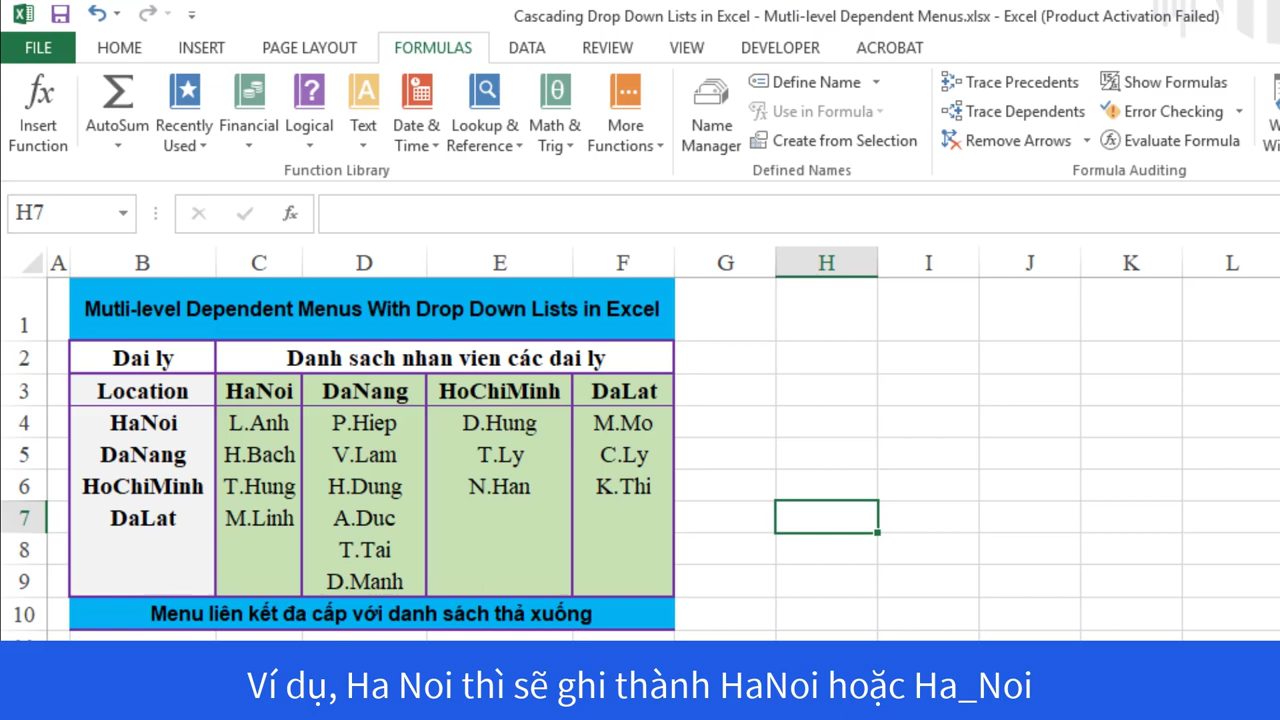 Cascading Drop Down Lists in Excel - Mutli-level Dependent Menus.xlsx - Excel (Product Activation Failed)
FILE HOME INSERT PAGE LAYOUT FORMULAS DATA REVIEW VIEW DEVELOPER ACROBAT
fx Σ ? A θ
Insert Function
AutoSum
Recently Used
Financial
Logical
Text
Date & Time
Lookup & Reference
Math & Trig
More Functions
Function Library
Name Manager
Define Name
Use in Formula
Create from Selection
Defined Names
Trace Precedents
Trace Dependents
Remove Arrows
Show Formulas
Error Checking
Evaluate Formula
Formula Auditing
H7 fx
A B C D E F G H I J K L
1 Mutli-level Dependent Menus With Drop Down Lists in Excel
2 Dai ly Danh sach nhan vien các dai ly
3 Location HaNoi DaNang HoChiMinh DaLat
4 HaNoi L.Anh P.Hiep D.Hung M.Mo
5 DaNang H.Bach V.Lam T.Ly C.Ly
6 HoChiMinh T.Hung H.Dung N.Han K.Thi
7 DaLat M.Linh A.Duc
8 T.Tai
9 D.Manh
10 Menu liên kết đa cấp với danh sách thả xuống
Ví dụ, Ha Noi thì sẽ ghi thành HaNoi hoặc Ha_Noi